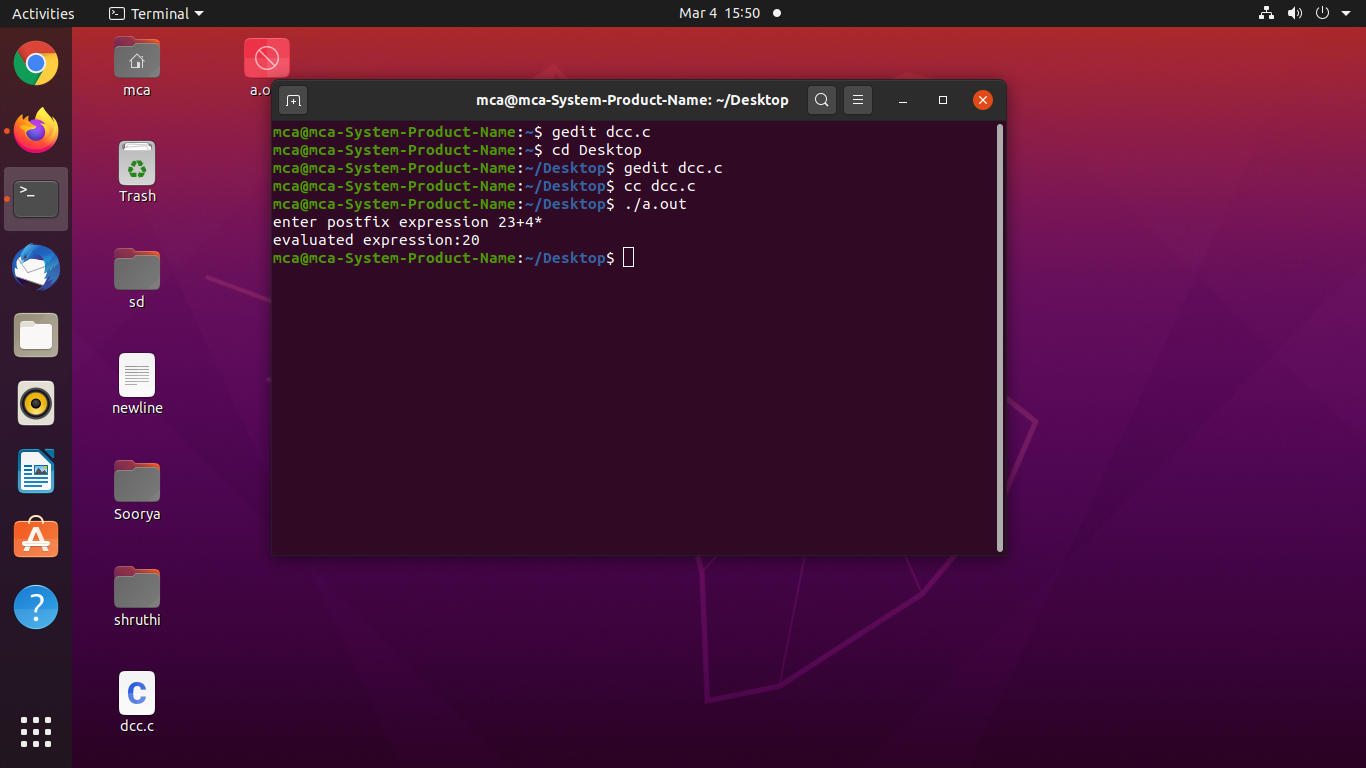 Activities
Terminal
Mar 4 15:50
mca
a.o
Trash
sd
newline
Soorya
shruthi
dcc.c
mca@mca-System-Product-Name: ~/Desktop
mca@mca-System-Product-Name:~$ gedit dcc.c
mca@mca-System-Product-Name:~$ cd Desktop
mca@mca-System-Product-Name:~/Desktop$ gedit dcc.c
mca@mca-System-Product-Name:~/Desktop$ cc dcc.c
mca@mca-System-Product-Name:~/Desktop$ ./a.out
enter postfix expression 23+4*
evaluated expression:20
mca@mca-System-Product-Name:~/Desktop$